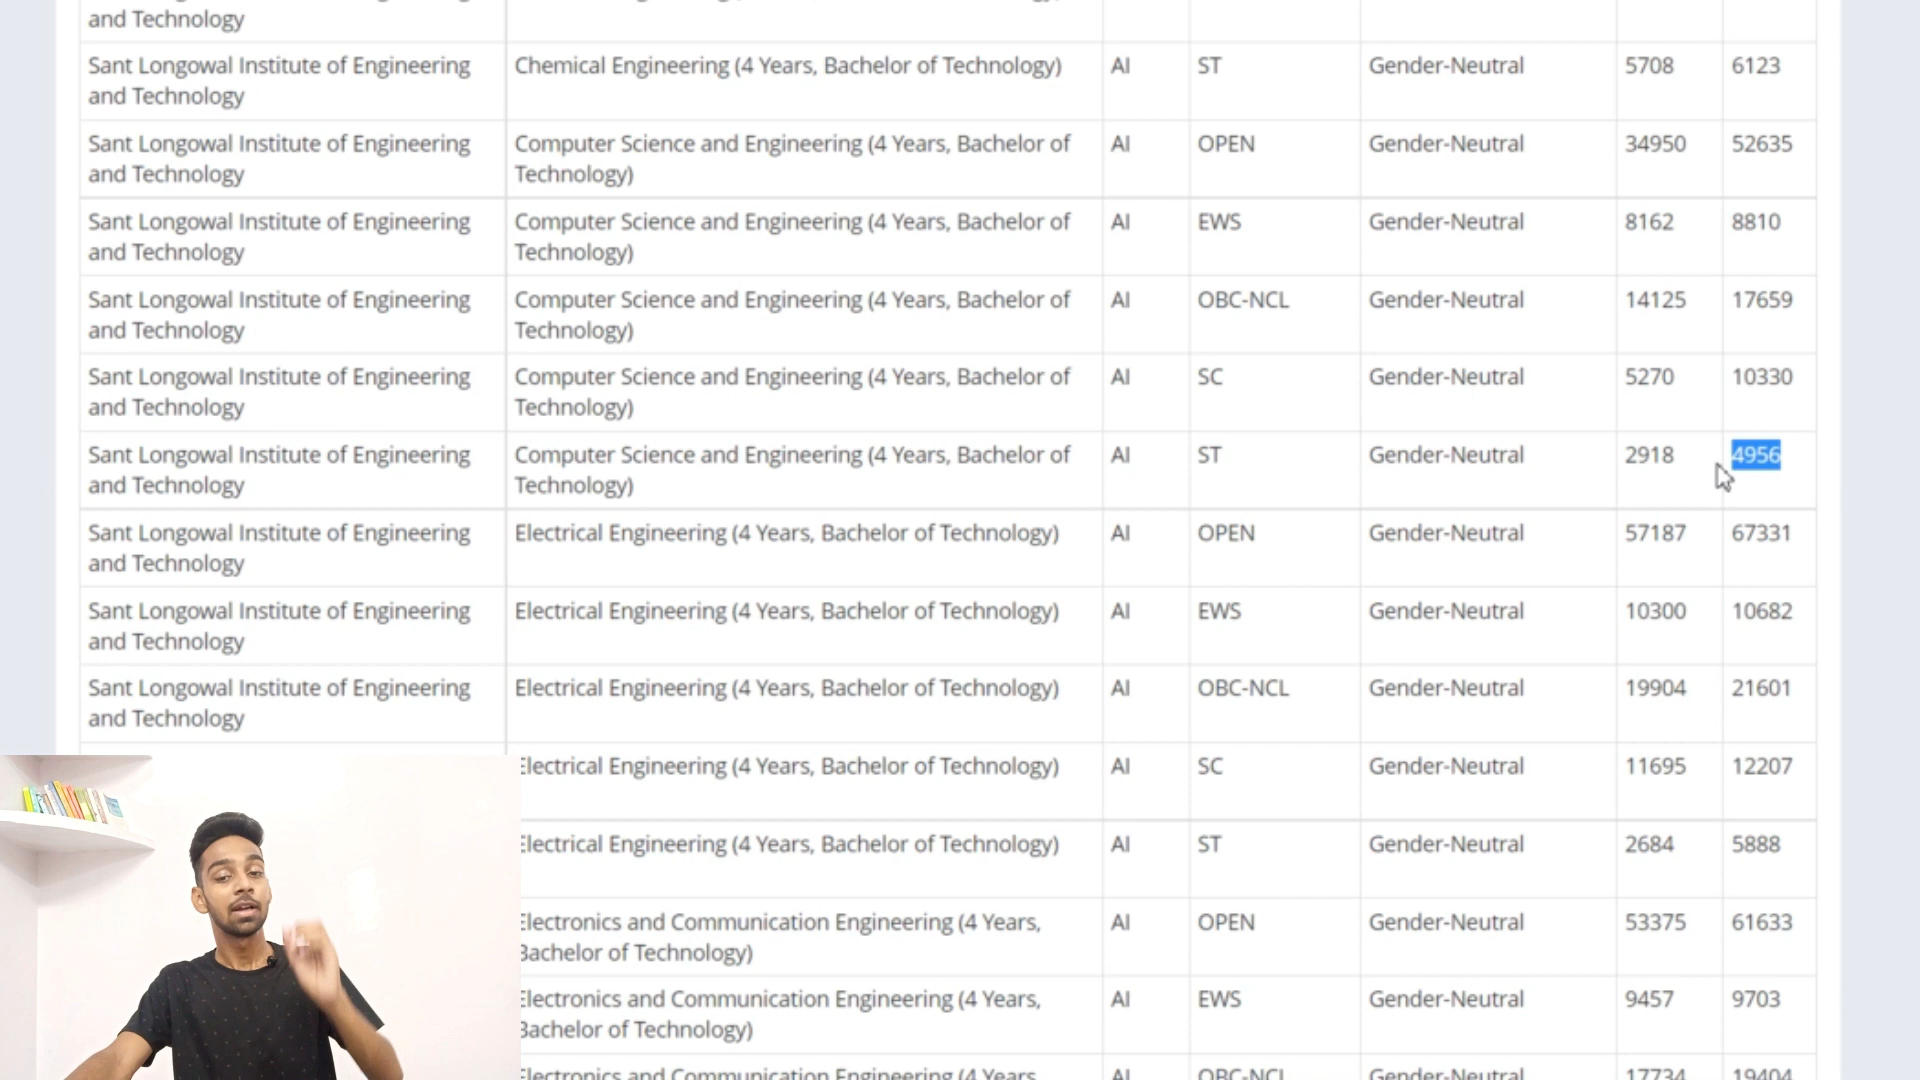 and Technology
Sant Longowal Institute of Engineering
and Technology
Chemical Engineering (4 Years, Bachelor of Technology)
AI
ST
Gender-Neutral
5708
6123
Sant Longowal Institute of Engineering
and Technology
Computer Science and Engineering (4 Years, Bachelor of
Technology)
AI
OPEN
Gender-Neutral
34950
52635
Sant Longowal Institute of Engineering
and Technology
Computer Science and Engineering (4 Years, Bachelor of
Technology)
AI
EWS
Gender-Neutral
8162
8810
Sant Longowal Institute of Engineering
and Technology
Computer Science and Engineering (4 Years, Bachelor of
Technology)
AI
OBC-NCL
Gender-Neutral
14125
17659
Sant Longowal Institute of Engineering
and Technology
Computer Science and Engineering (4 Years, Bachelor of
Technology)
AI
SC
Gender-Neutral
5270
10330
Sant Longowal Institute of Engineering
and Technology
Computer Science and Engineering (4 Years, Bachelor of
Technology)
AI
ST
Gender-Neutral
2918
4956
Sant Longowal Institute of Engineering
and Technology
Electrical Engineering (4 Years, Bachelor of Technology)
AI
OPEN
Gender-Neutral
57187
67331
Sant Longowal Institute of Engineering
and Technology
Electrical Engineering (4 Years, Bachelor of Technology)
AI
EWS
Gender-Neutral
10300
10682
Sant Longowal Institute of Engineering
and Technology
Electrical Engineering (4 Years, Bachelor of Technology)
AI
OBC-NCL
Gender-Neutral
19904
21601
Electrical Engineering (4 Years, Bachelor of Technology)
AI
SC
Gender-Neutral
11695
12207
Electrical Engineering (4 Years, Bachelor of Technology)
AI
ST
Gender-Neutral
2684
5888
Electronics and Communication Engineering (4 Years,
Bachelor of Technology)
AI
OPEN
Gender-Neutral
53375
61633
Electronics and Communication Engineering (4 Years,
Bachelor of Technology)
AI
EWS
Gender-Neutral
9457
9703
Electronics and Communication Engineering (4 Years,
AI
OBC-NCL
Gender-Neutral
17734
19404